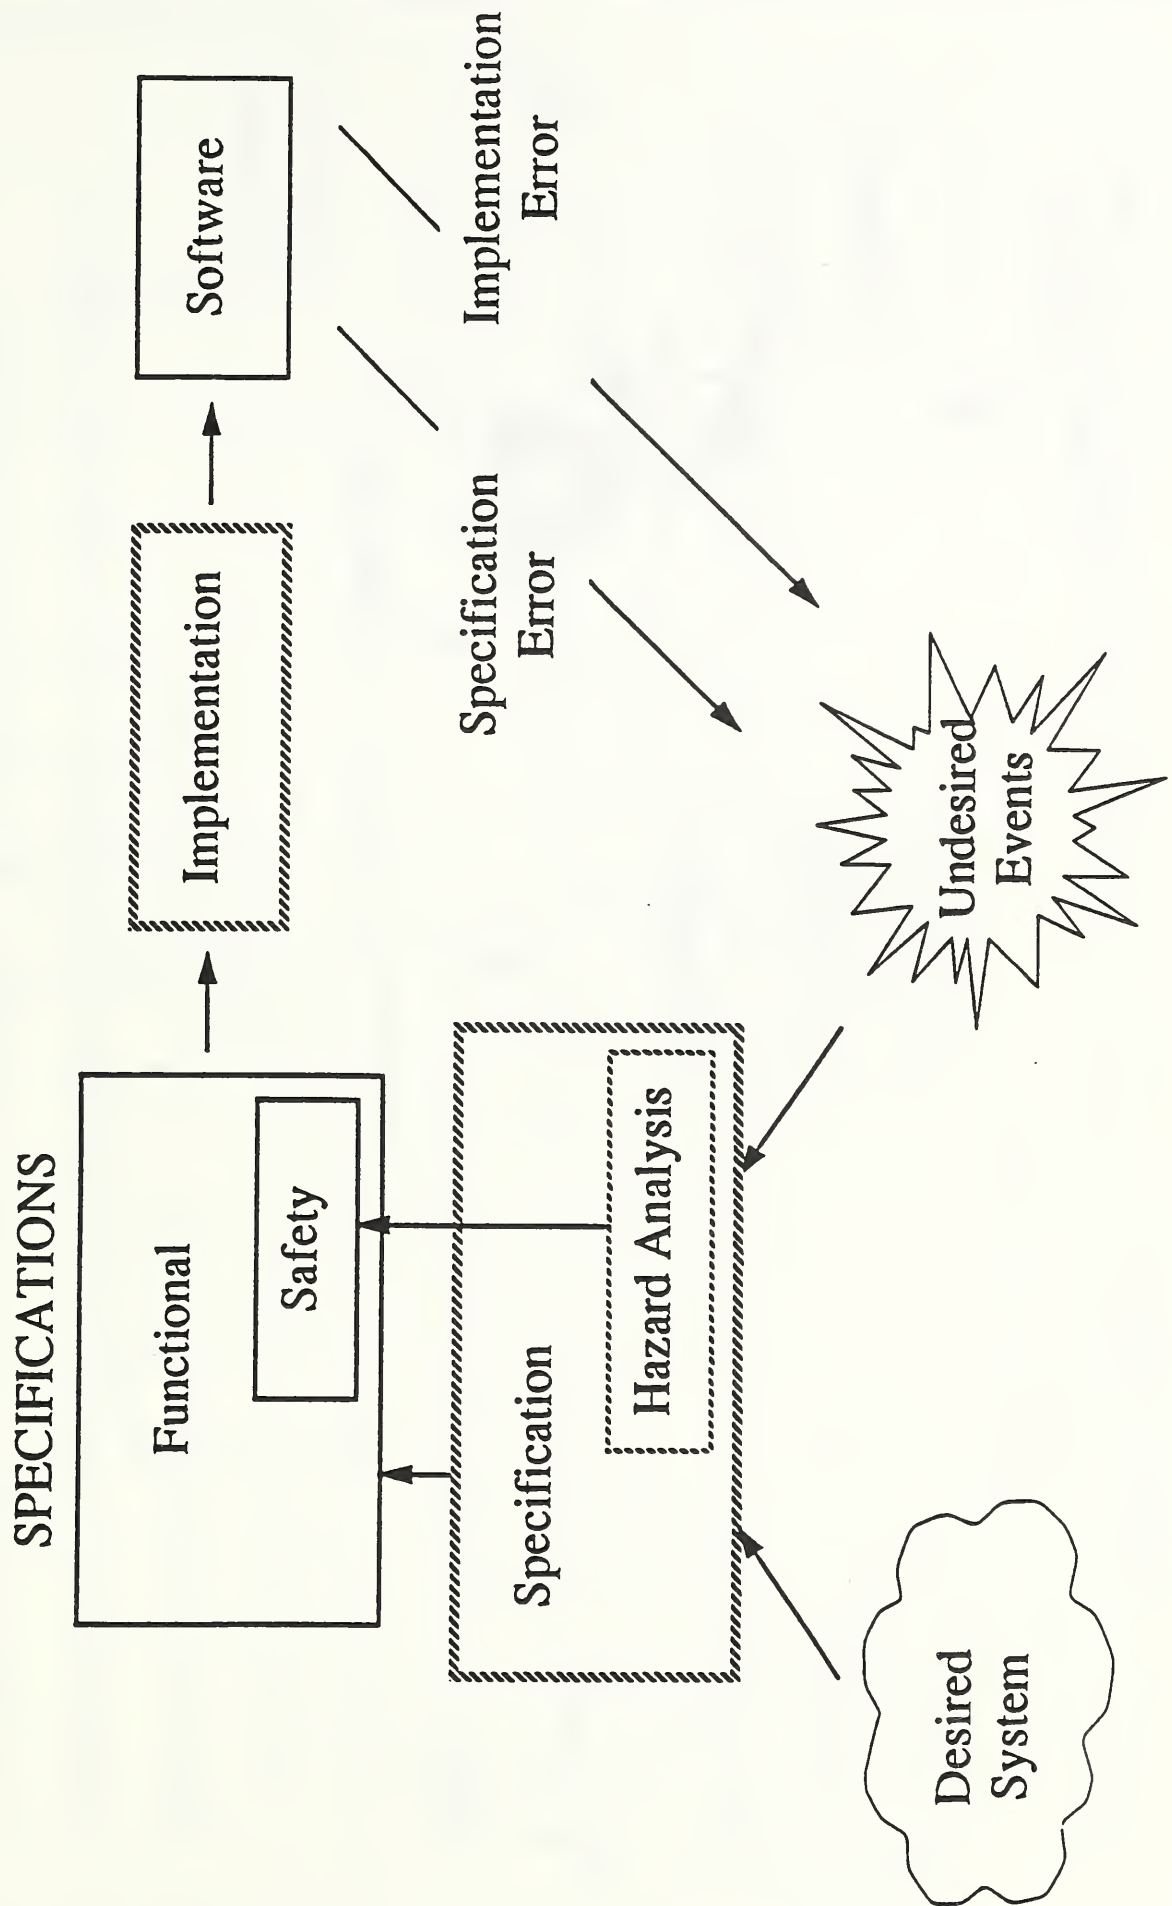 SPECIFICATIONS
Functional
Safety
Implementation
Software
Specification
Hazard Analysis
Specification
Error
Implementation
Error
Desired
System
Undesired
Events